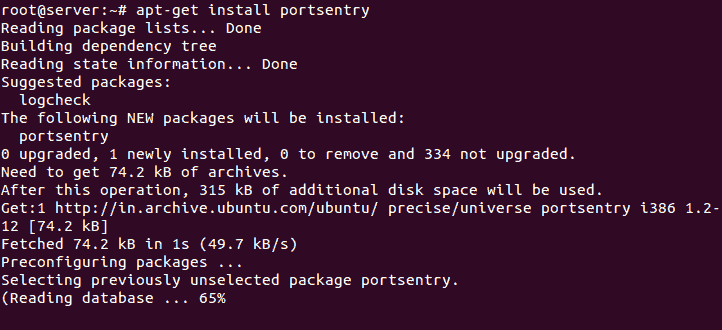 root@server:~# apt-get install portsentry
Reading package lists... Done
Building dependency tree
Reading state information... Done
Suggested packages:
  logcheck
The following NEW packages will be installed:
  portsentry
0 upgraded, 1 newly installed, 0 to remove and 334 not upgraded.
Need to get 74.2 kB of archives.
After this operation, 315 kB of additional disk space will be used.
Get:1 http://in.archive.ubuntu.com/ubuntu/ precise/universe portsentry i386 1.2-
12 [74.2 kB]
Fetched 74.2 kB in 1s (49.7 kB/s)
Preconfiguring packages ...
Selecting previously unselected package portsentry.
(Reading database ... 65%